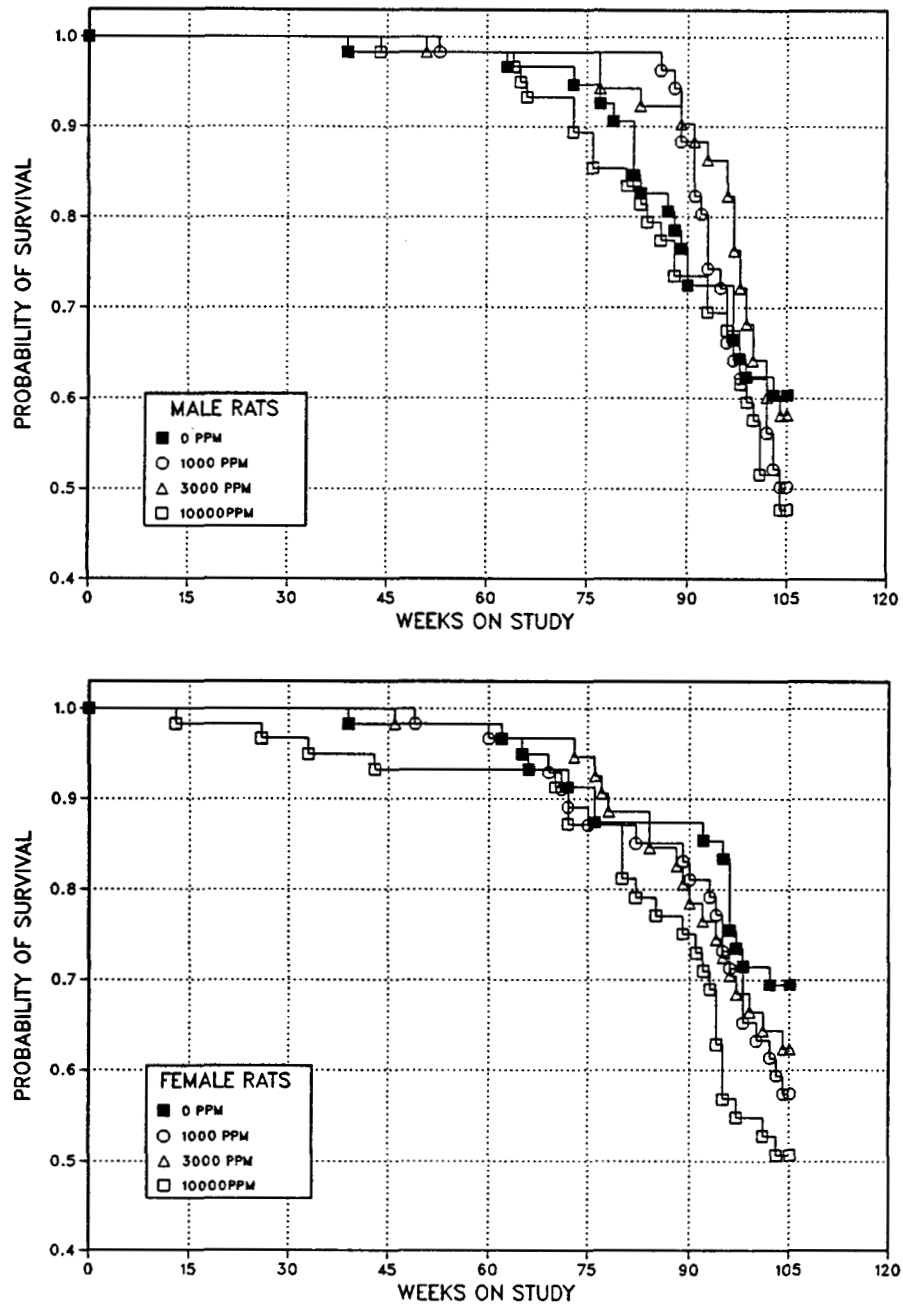 PROBABILITY OF SURVIVAL
1.0
0.9
0.8
0.7
0.6
0.5
0.4
MALE RATS
0 PPM
1000 PPM
3000 PPM
10000PPM
0 15 30 45 60 75 90 105 120
WEEKS ON STUDY
PROBABILITY OF SURVIVAL
1.0
0.9
0.8
0.7
0.6
0.5
0.4
FEMALE RATS
0 PPM
1000 PPM
3000 PPM
10000PPM
0 15 30 45 60 75 90 105 120
WEEKS ON STUDY